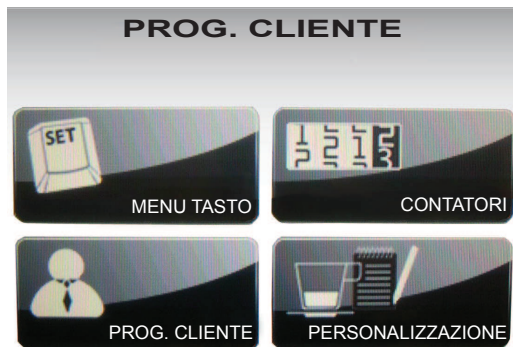 PROG. CLIENTE
SET
MENU TASTO
CONTATORI
PROG. CLIENTE
PERSONALIZZAZIONE